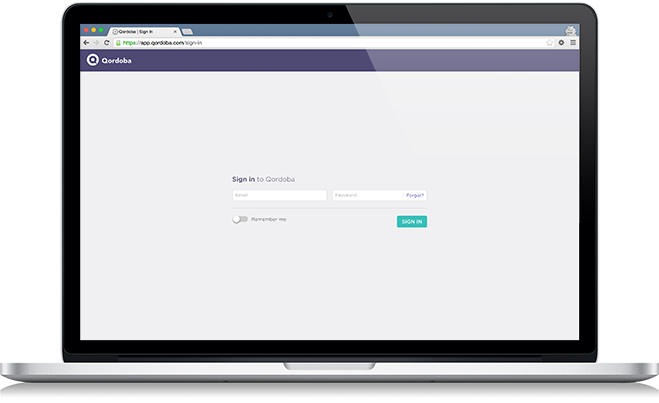 Qordoba | Sign In
https://app.qordoba.com/sign-in
Qordoba
Sign in to Qordoba
Email
Password
Forgot?
Remember me
SIGN IN